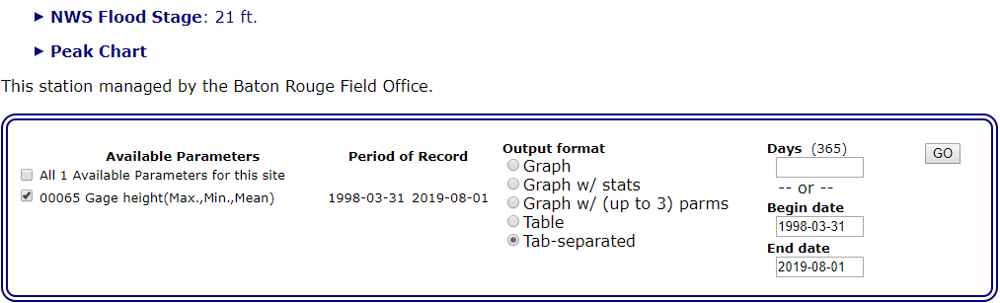 NWS Flood Stage: 21 ft.
Peak Chart
This station managed by the Baton Rouge Field Office.
Available Parameters
All 1 Available Parameters for this site
00065 Gage height(Max.,Min.,Mean)
Period of Record
1998-03-31 2019-08-01
Output format
Graph
Graph w/ stats
Graph w/ (up to 3) parms
Table
Tab-separated
Days (365)
-- or --
Begin date
1998-03-31
End date
2019-08-01
GO